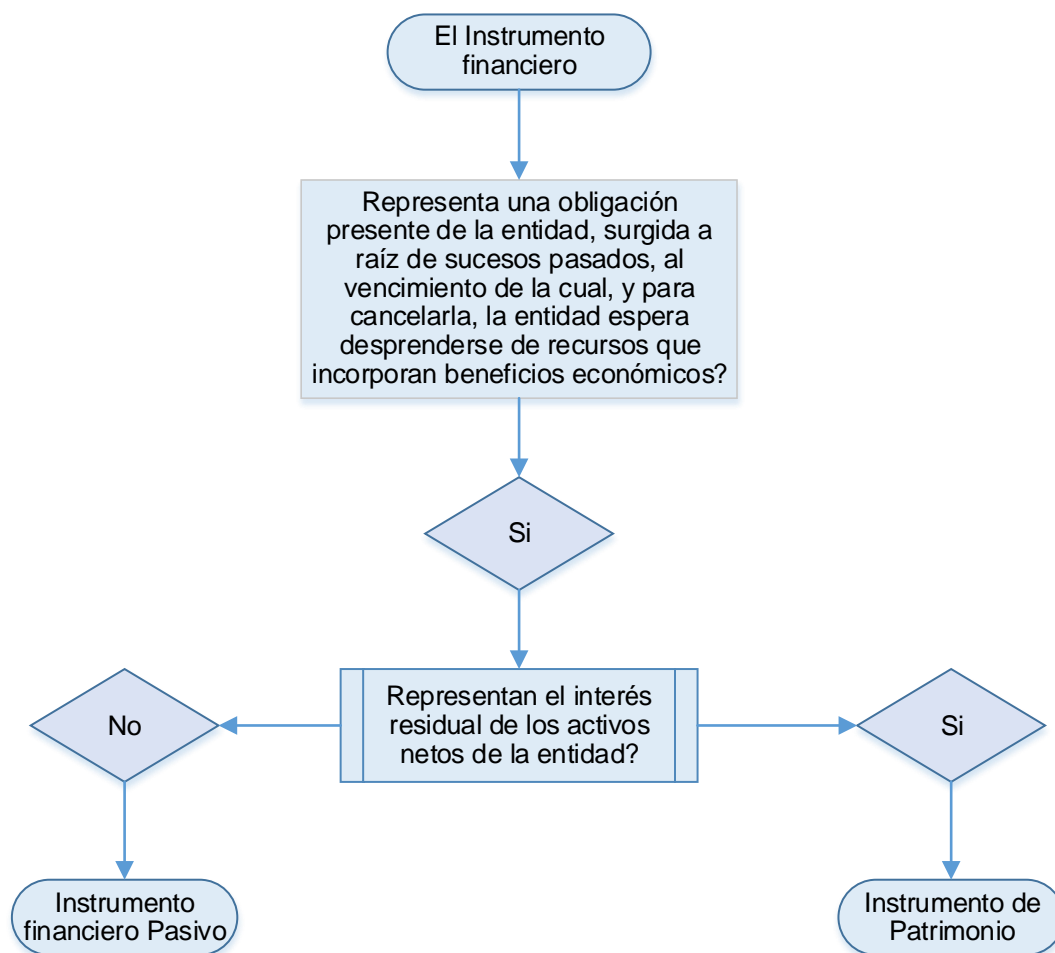 El Instrumento
financiero
Representa una obligación
presente de la entidad, surgida a
raíz de sucesos pasados, al
vencimiento de la cual, y para
cancelarla, la entidad espera
desprenderse de recursos que
incorporan beneficios económicos?
Si
Representan el interés
residual de los activos
netos de la entidad?
No
Si
Instrumento
financiero Pasivo
Instrumento de
Patrimonio